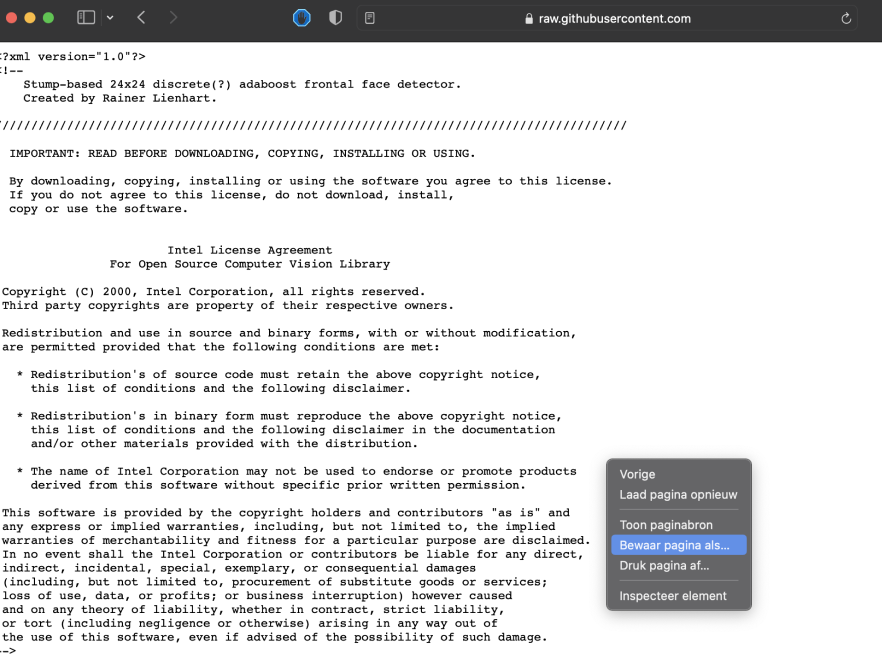 raw.githubusercontent.com
<?xml version="1.0"?>
<!--
Stump-based 24x24 discrete(?) adaboost frontal face detector.
Created by Rainer Lienhart.
////////////////////////////////////////////////////////////////////////////////////////
IMPORTANT: READ BEFORE DOWNLOADING, COPYING, INSTALLING OR USING.
By downloading, copying, installing or using the software you agree to this license.
If you do not agree to this license, do not download, install,
copy or use the software.
Intel License Agreement
For Open Source Computer Vision Library
Copyright (C) 2000, Intel Corporation, all rights reserved.
Third party copyrights are property of their respective owners.
Redistribution and use in source and binary forms, with or without modification,
are permitted provided that the following conditions are met:
* Redistribution's of source code must retain the above copyright notice,
this list of conditions and the following disclaimer.
* Redistribution's in binary form must reproduce the above copyright notice,
this list of conditions and the following disclaimer in the documentation
and/or other materials provided with the distribution.
* The name of Intel Corporation may not be used to endorse or promote products
derived from this software without specific prior written permission.
This software is provided by the copyright holders and contributors "as is" and
any express or implied warranties, including, but not limited to, the implied
warranties of merchantability and fitness for a particular purpose are disclaimed.
In no event shall the Intel Corporation or contributors be liable for any direct,
indirect, incidental, special, exemplary, or consequential damages
(including, but not limited to, procurement of substitute goods or services;
loss of use, data, or profits; or business interruption) however caused
and on any theory of liability, whether in contract, strict liability,
or tort (including negligence or otherwise) arising in any way out of
the use of this software, even if advised of the possibility of such damage.
-->
Vorige
Laad pagina opnieuw
Toon paginabron
Bewaar pagina als...
Druk pagina af...
Inspecteer element